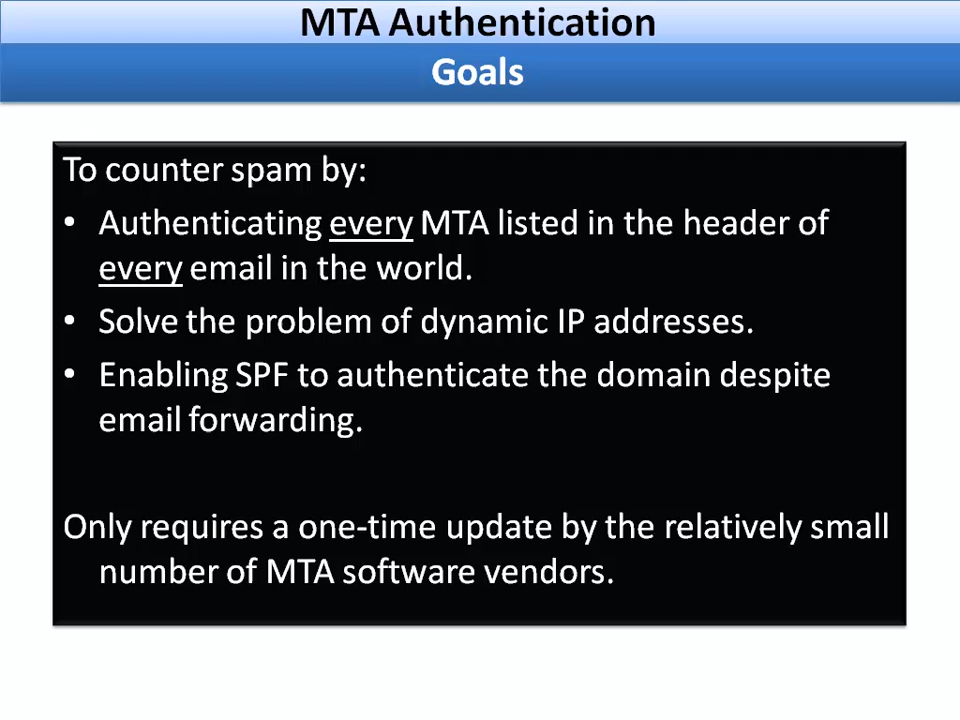 MTA Authentication
Goals
To counter spam by:
• Authenticating every MTA listed in the header of
every email in the world.
• Solve the problem of dynamic IP addresses.
• Enabling SPF to authenticate the domain despite
email forwarding.
Only requires a one-time update by the relatively small
number of MTA software vendors.